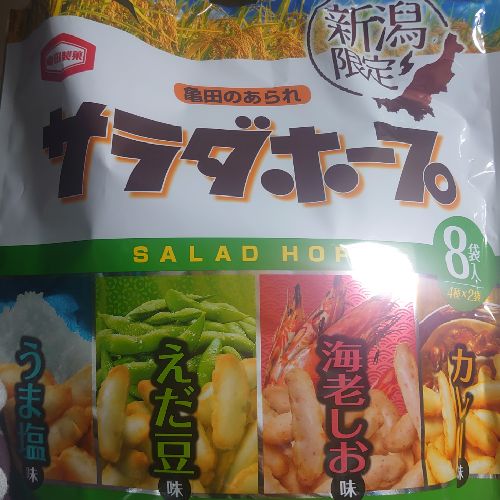 亀田製菓
新潟
限定
亀田のあられ
サラダホープ
SALAD HOP
8袋入
4種×2袋
うま塩味
えだ豆味
海老しお味
カレー味